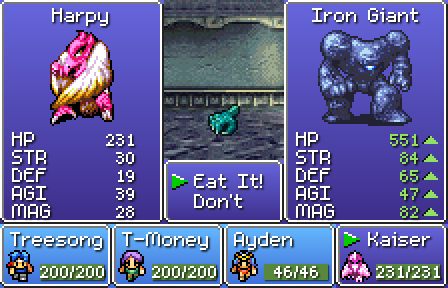 Harpy
HP 231
STR 30
DEF 19
AGI 39
MAG 28
Eat It!
Don't
Iron Giant
HP 551
STR 84
DEF 65
AGI 47
MAG 82
Treesong T-Money Ayden Kaiser
200/200 200/200 46/46 231/231